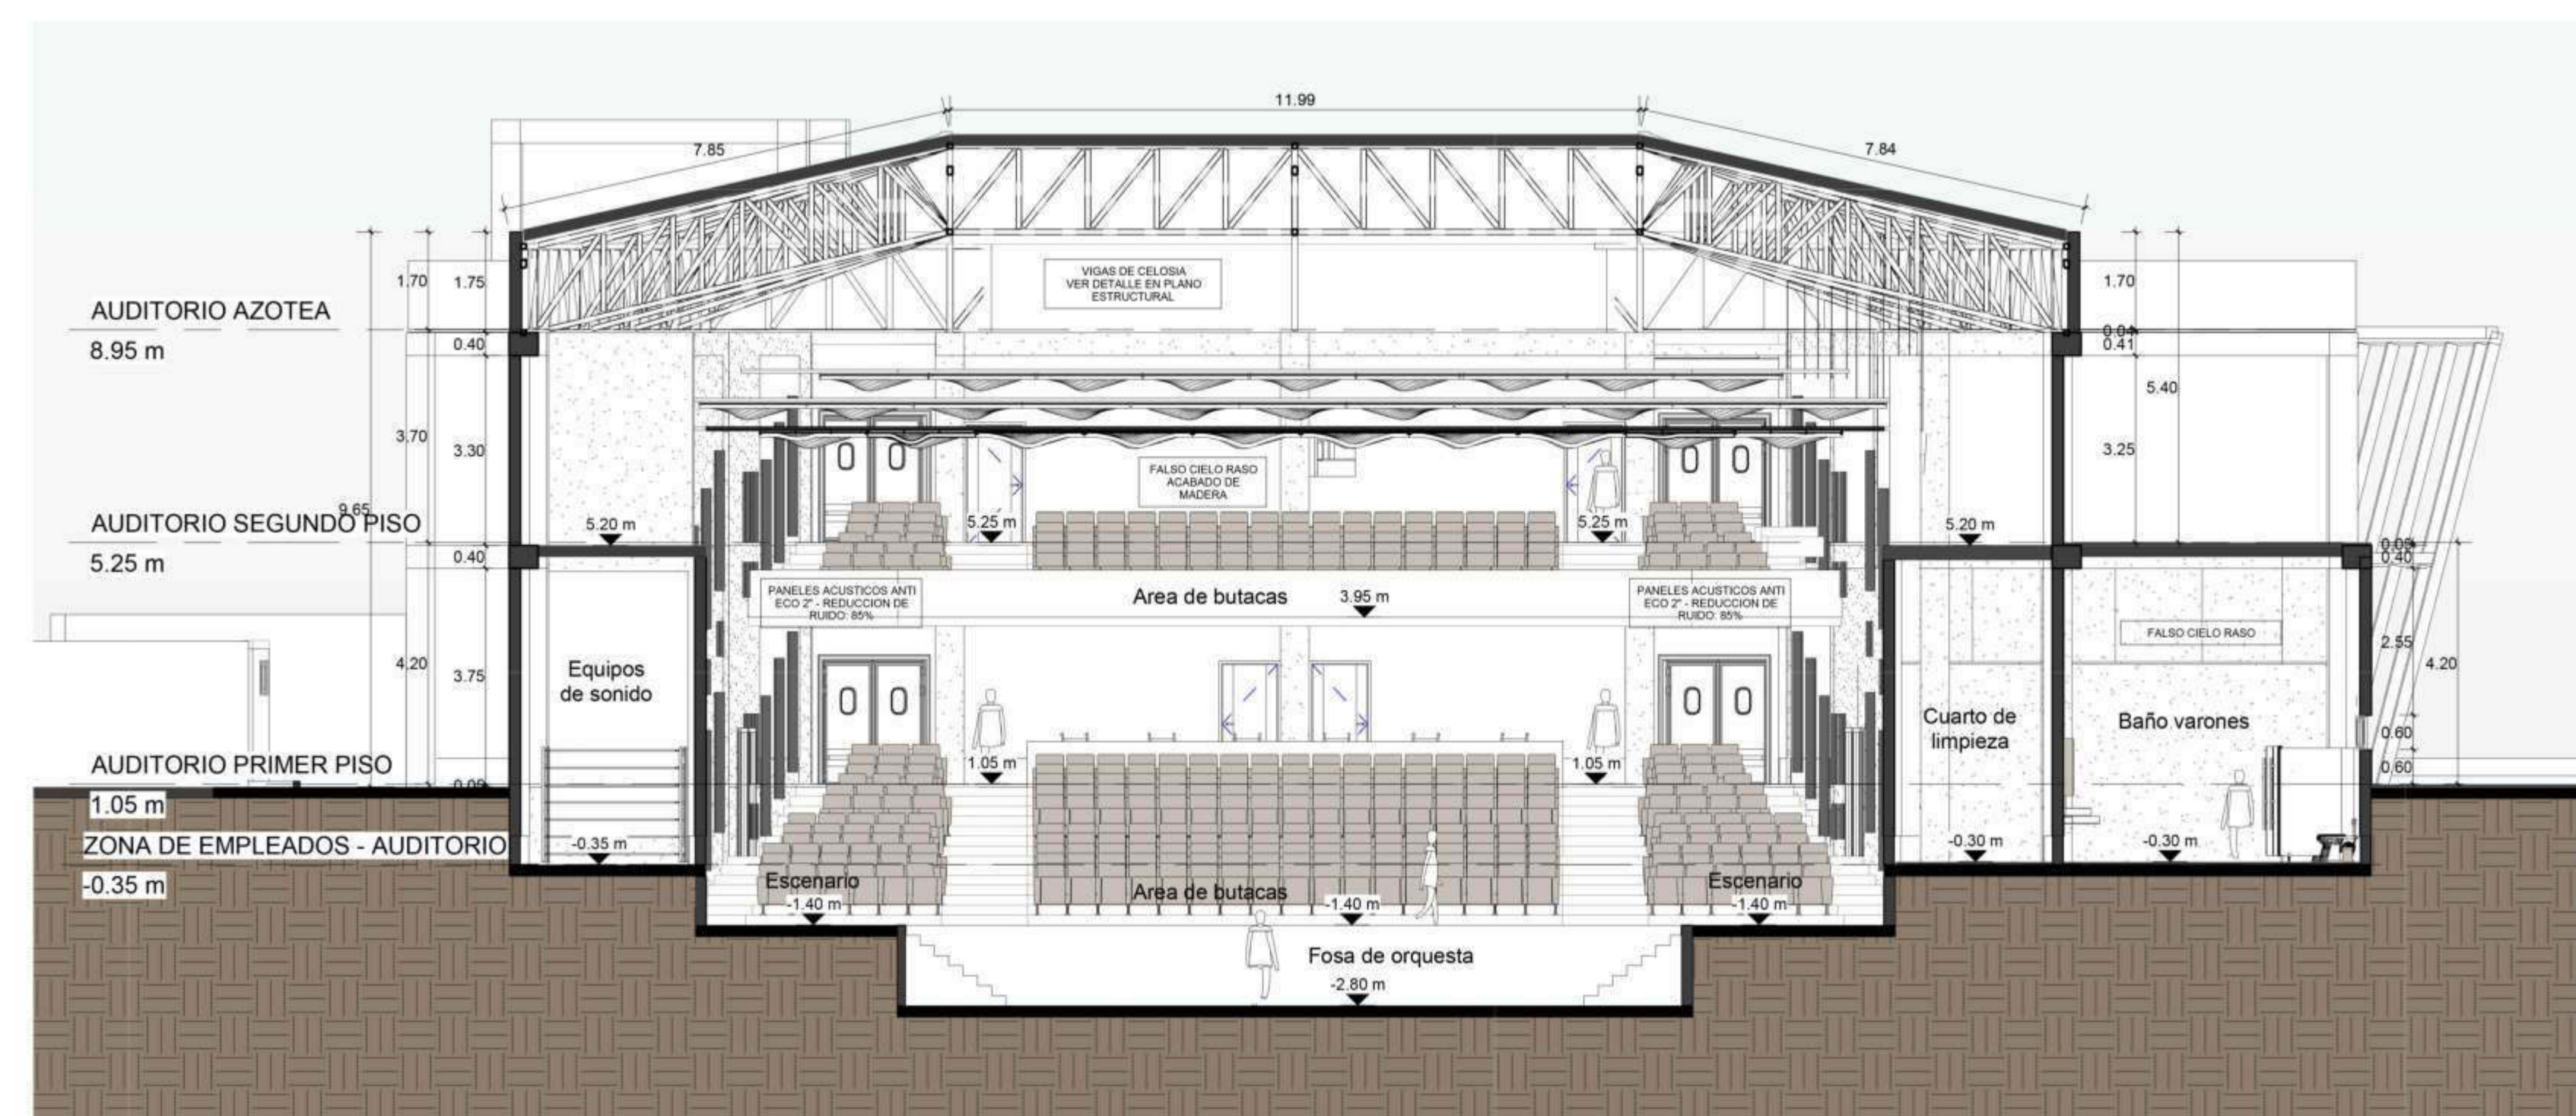 11.99
7.85
7.84
1.70
1.75
VIGAS DE CELOSIA
VER DETALLE EN PLANO
ESTRUCTURAL
1.70
AUDITORIO AZOTEA
8.95 m
0.40
0.04
0.41
5.40
3.70
3.30
3.25
FALSO CIELO RASO
ACABADO DE
MADERA
9.65
AUDITORIO SEGUNDO PISO
5.25 m
5.20 m
5.25 m
5.25 m
5.20 m
0.40
0.05
0.40
PANELES ACUSTICOS ANTI
ECO 2" - REDUCCION DE
RUIDO: 85%
Area de butacas
3.95 m
PANELES ACUSTICOS ANTI
ECO 2" - REDUCCION DE
RUIDO: 85%
FALSO CIELO RASO
2.55
4.20
4.20
3.75
Equipos
de sonido
Cuarto de
limpieza
Baño varones
0.60
0.60
AUDITORIO PRIMER PISO
1.05 m
0.05
1.05 m
1.05 m
ZONA DE EMPLEADOS - AUDITORIO
-0.35 m
-0.35 m
-0.30 m
-0.30 m
Escenario
-1.40 m
Area de butacas
-1.40 m
Escenario
-1.40 m
Fosa de orquesta
-2.80 m